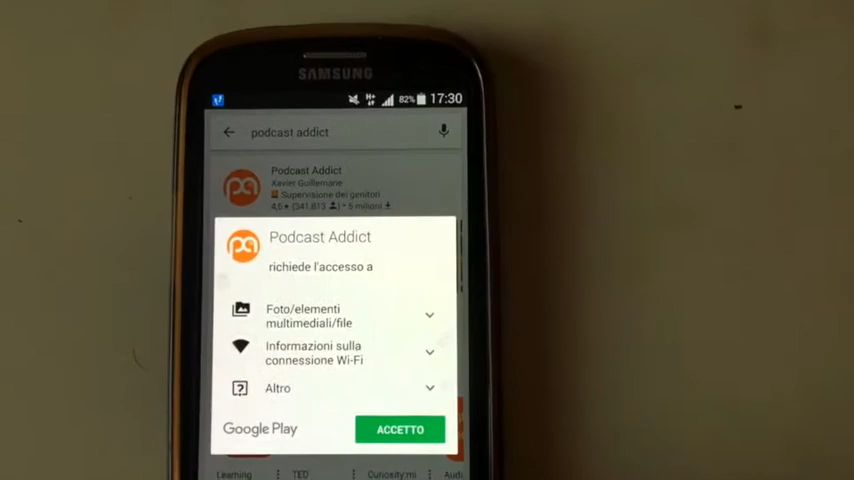 SAMSUNG
H+ 82% 17:30
podcast addict
Podcast Addict
Xavier Guillemane
Supervisione dei genitori
4,5★ (341.813) • 5 milioni
Podcast Addict
richiede l'accesso a
Foto/elementi
multimediali/file
Informazioni sulla
connessione Wi-Fi
Altro
Google Play
ACCETTO
Learning TED Curiosity:mi Audi